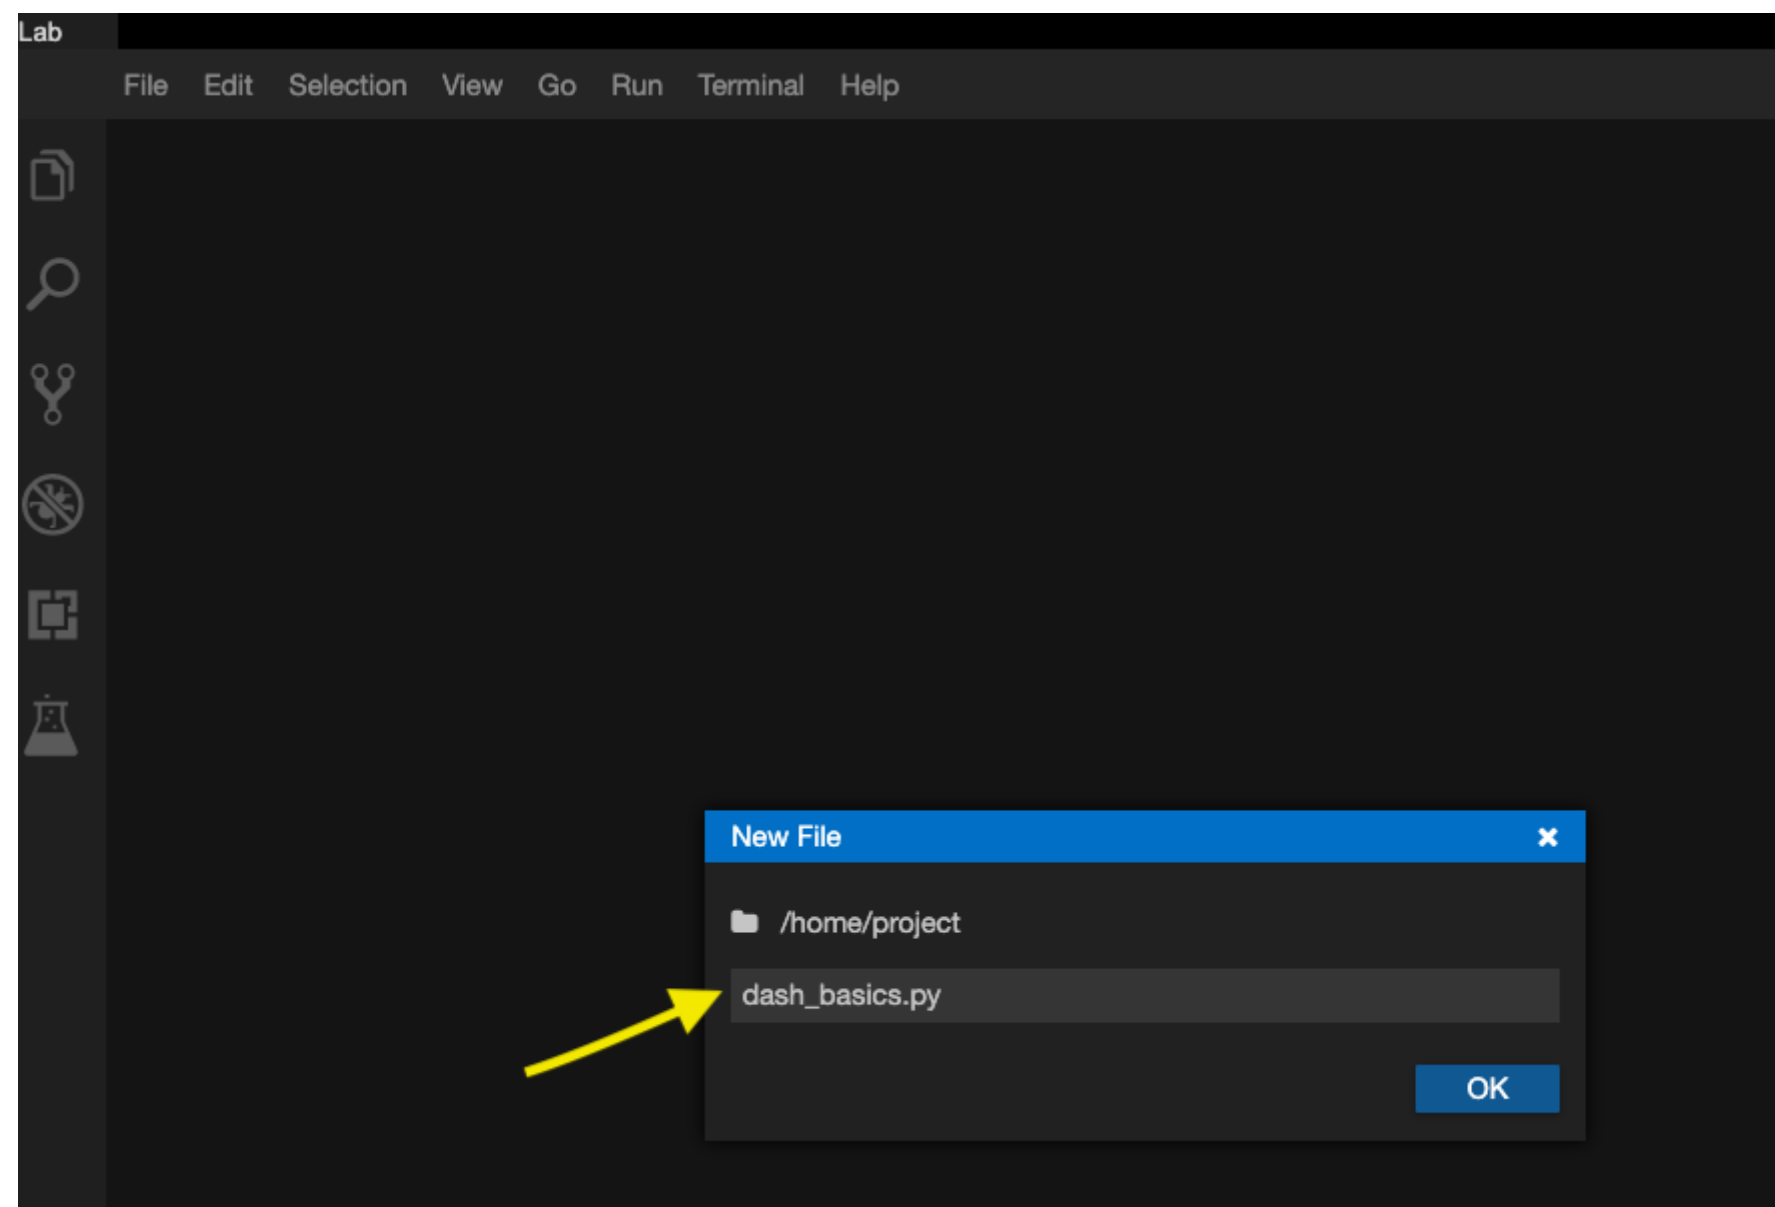 Lab
File Edit Selection View Go Run Terminal Help
New File
/home/project
dash_basics.py
OK